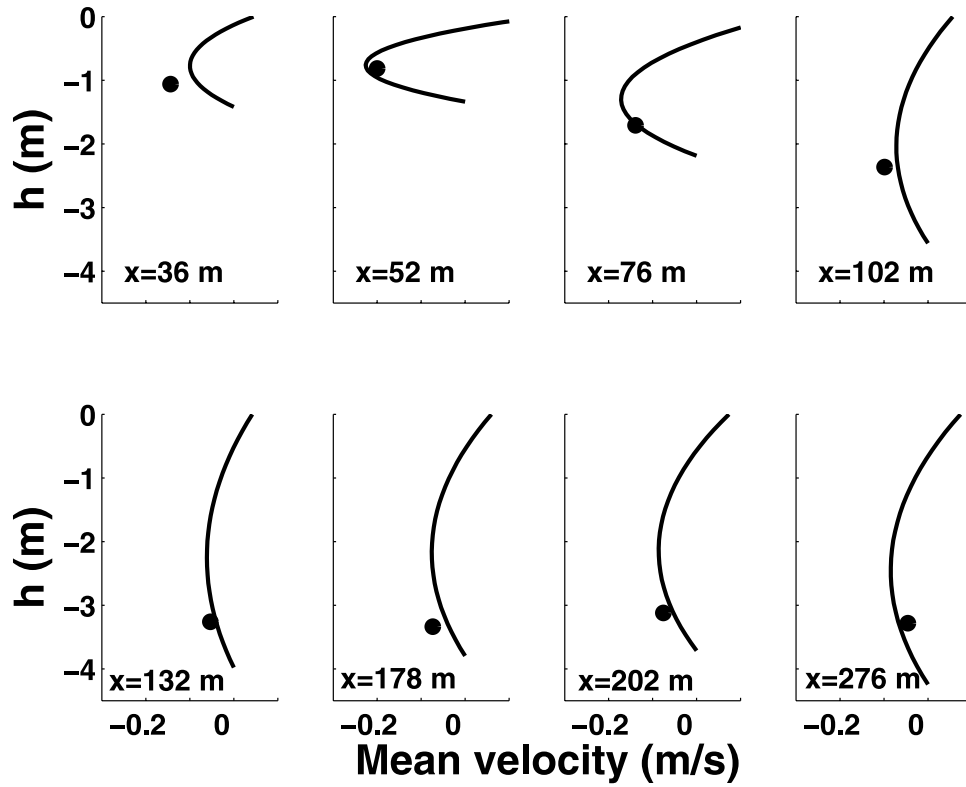 0
−1
−2
−3
−4
h (m)
x=36 m
x=52 m
x=76 m
x=102 m
0
−1
−2
−3
−4
h (m)
x=132 m
x=178 m
x=202 m
x=276 m
−0.2 0 −0.2 0 −0.2 0 −0.2 0
Mean velocity (m/s)